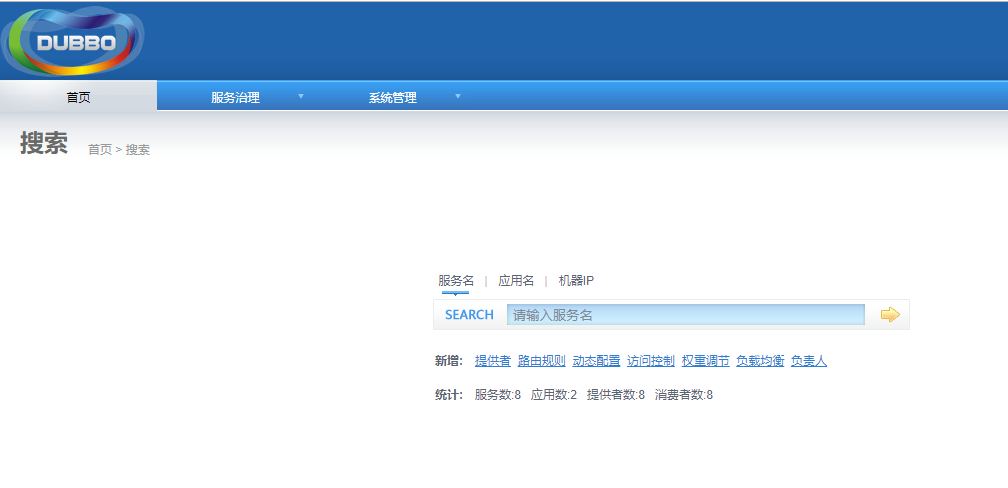 DUBBO
首页 服务治理 系统管理
搜索 首页 > 搜索
服务名 | 应用名 | 机器IP
SEARCH 请输入服务名
新增: 提供者 路由规则 动态配置 访问控制 权重调节 负载均衡 负责人
统计: 服务数:8 应用数:2 提供者数:8 消费者数:8